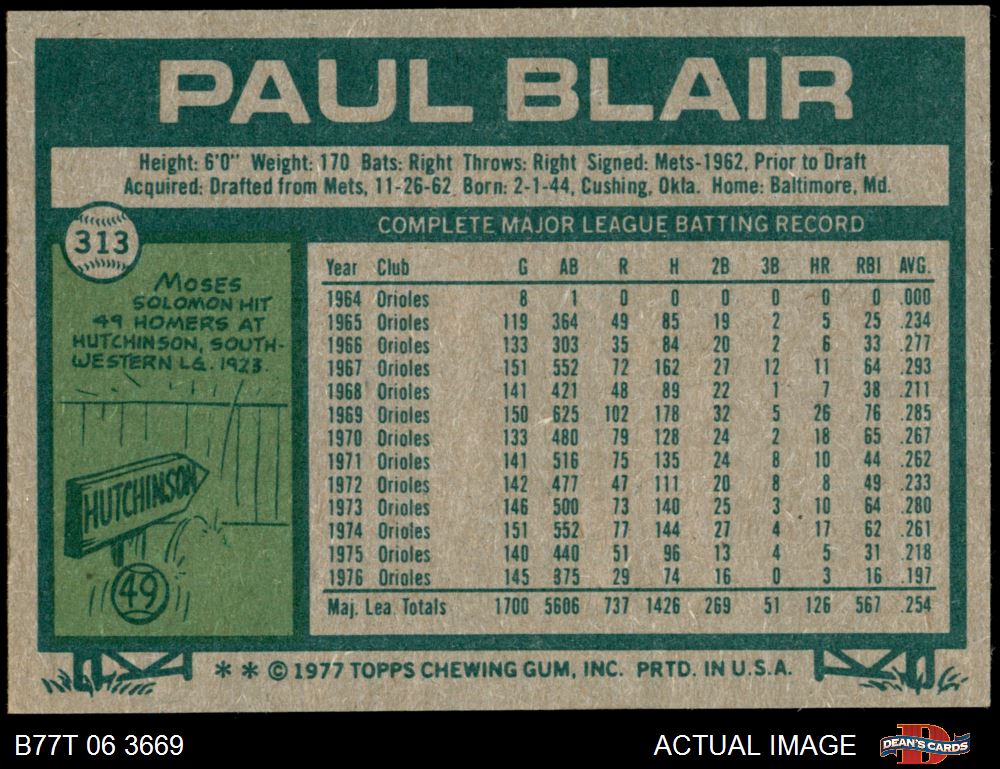 PAUL BLAIR
Height: 6'0" Weight: 170 Bats: Right Throws: Right Signed: Mets-1962, Prior to Draft
Acquired: Drafted from Mets, 11-26-62 Born: 2-1-44, Cushing, Okla. Home: Baltimore, Md.
313
MOSES
SOLOMON HIT
49 HOMERS AT
HUTCHINSON, SOUTH-
WESTERN LG. 1923.
HUTCHINSON
49
COMPLETE MAJOR LEAGUE BATTING RECORD
Year Club G AB R H 2B 3B HR RBI AVG.
1964 Orioles 8 1 0 0 0 0 0 0 .000
1965 Orioles 119 364 49 85 19 2 5 25 .234
1966 Orioles 133 303 35 84 20 2 6 33 .277
1967 Orioles 151 552 72 162 27 12 11 64 .293
1968 Orioles 141 421 48 89 22 1 7 38 .211
1969 Orioles 150 625 102 178 32 5 26 76 .285
1970 Orioles 133 480 79 128 24 2 18 65 .267
1971 Orioles 141 516 75 135 24 8 10 44 .262
1972 Orioles 142 477 47 111 20 8 8 49 .233
1973 Orioles 146 500 73 140 25 3 10 64 .280
1974 Orioles 151 552 77 144 27 4 17 62 .261
1975 Orioles 140 440 51 96 13 4 5 31 .218
1976 Orioles 145 375 29 74 16 0 3 16 .197
Maj. Lea. Totals 1700 5606 737 1426 269 51 126 567 .254
* * © 1977 TOPPS CHEWING GUM, INC. PRTD. IN U.S.A.
B77T 06 3669
ACTUAL IMAGE
D
DEAN'S CARDS